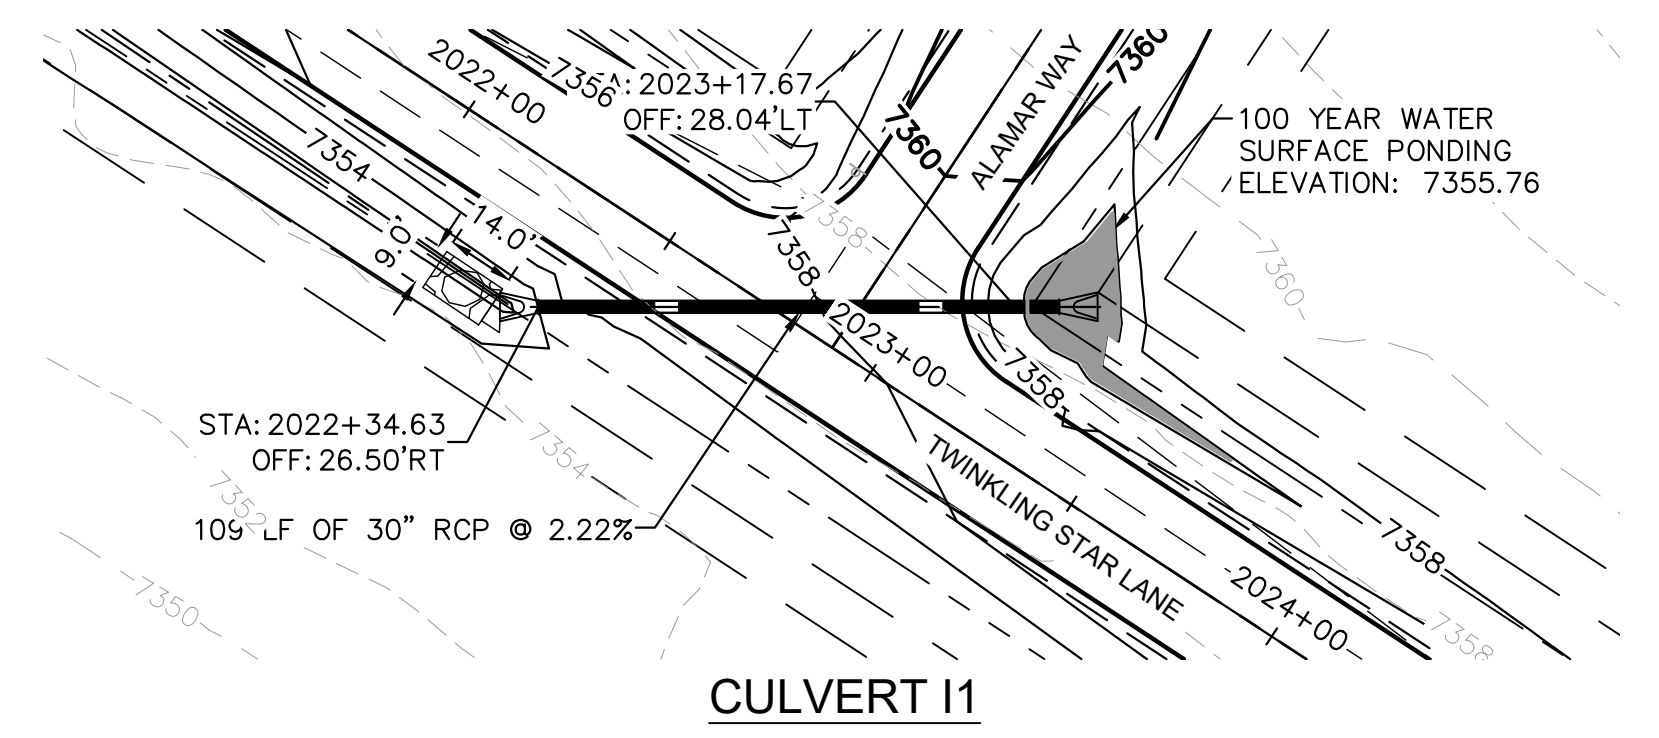 2022+00
7356
: 2023+17.67
OFF: 28.04'LT
7360
ALAMAR WAY
7360
100 YEAR WATER
SURFACE PONDING
ELEVATION: 7355.76
7354
14.0'
9.0'
7358
7358
7360
2023+00
7358
STA: 2022+34.63
OFF: 26.50'RT
7354
7352
109 LF OF 30" RCP @ 2.22%
TWINKLING STAR LANE
7358
7350
2024+00
7358
CULVERT I1